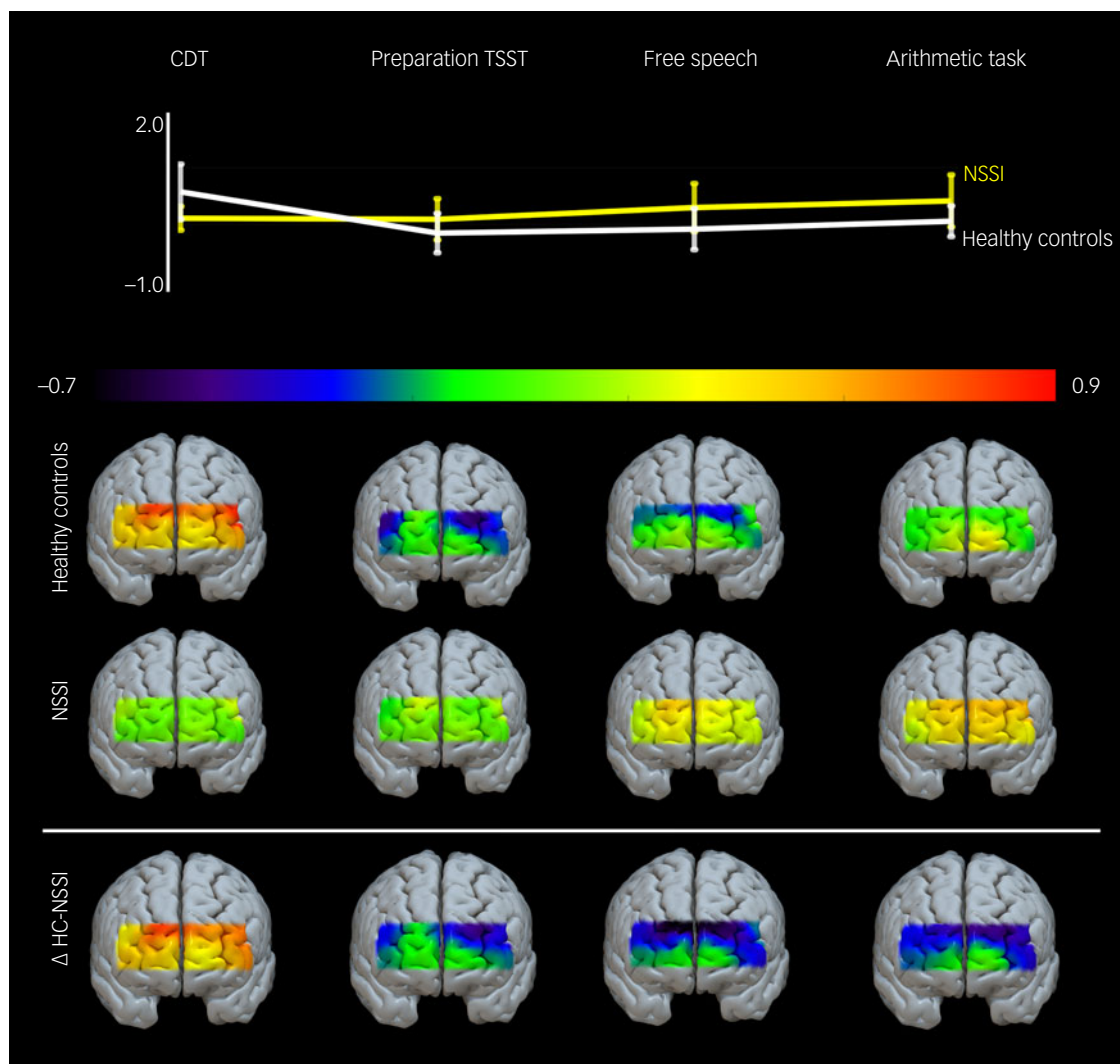 CDT Preparation TSST Free speech Arithmetic task
2.0
NSSI
Healthy controls
–1.0
–0.7 0.9
Healthy controls
NSSI
Δ HC-NSSI